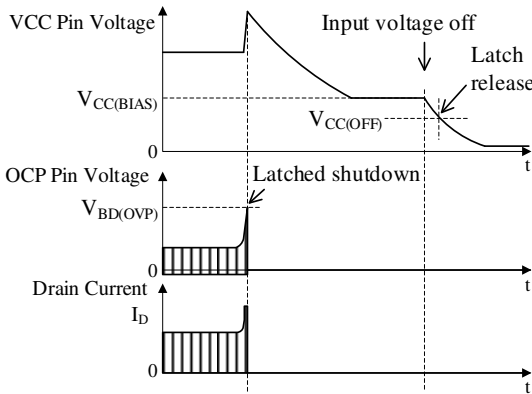 VCC Pin Voltage
Input voltage off
Latch
release
VCC(BIAS)
VCC(OFF)
0
t
OCP Pin Voltage
Latched shutdown
VBD(OVP)
0
t
Drain Current
ID
0
t